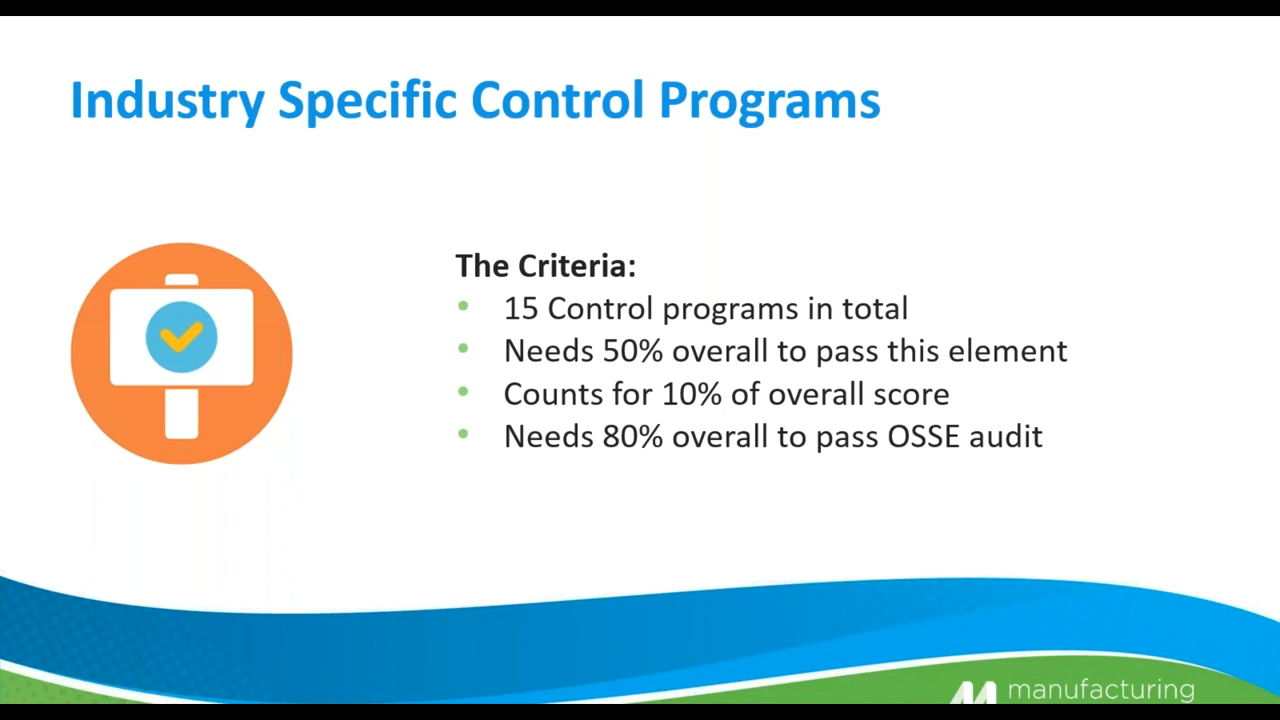 Industry Specific Control Programs
The Criteria:
• 15 Control programs in total
• Needs 50% overall to pass this element
• Counts for 10% of overall score
• Needs 80% overall to pass OSSE audit
manufacturing